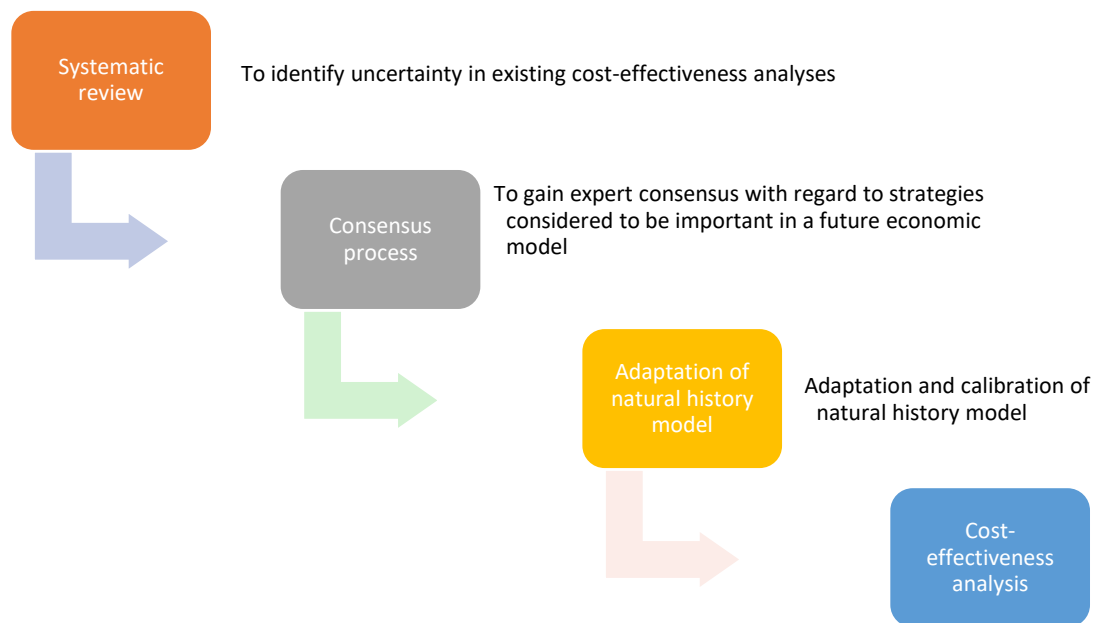 Systematic
review
To identify uncertainty in existing cost-effectiveness analyses
Consensus
process
To gain expert consensus with regard to strategies
considered to be important in a future economic
model
Adaptation of
natural history
model
Adaptation and calibration of
natural history model
Cost-
effectiveness
analysis